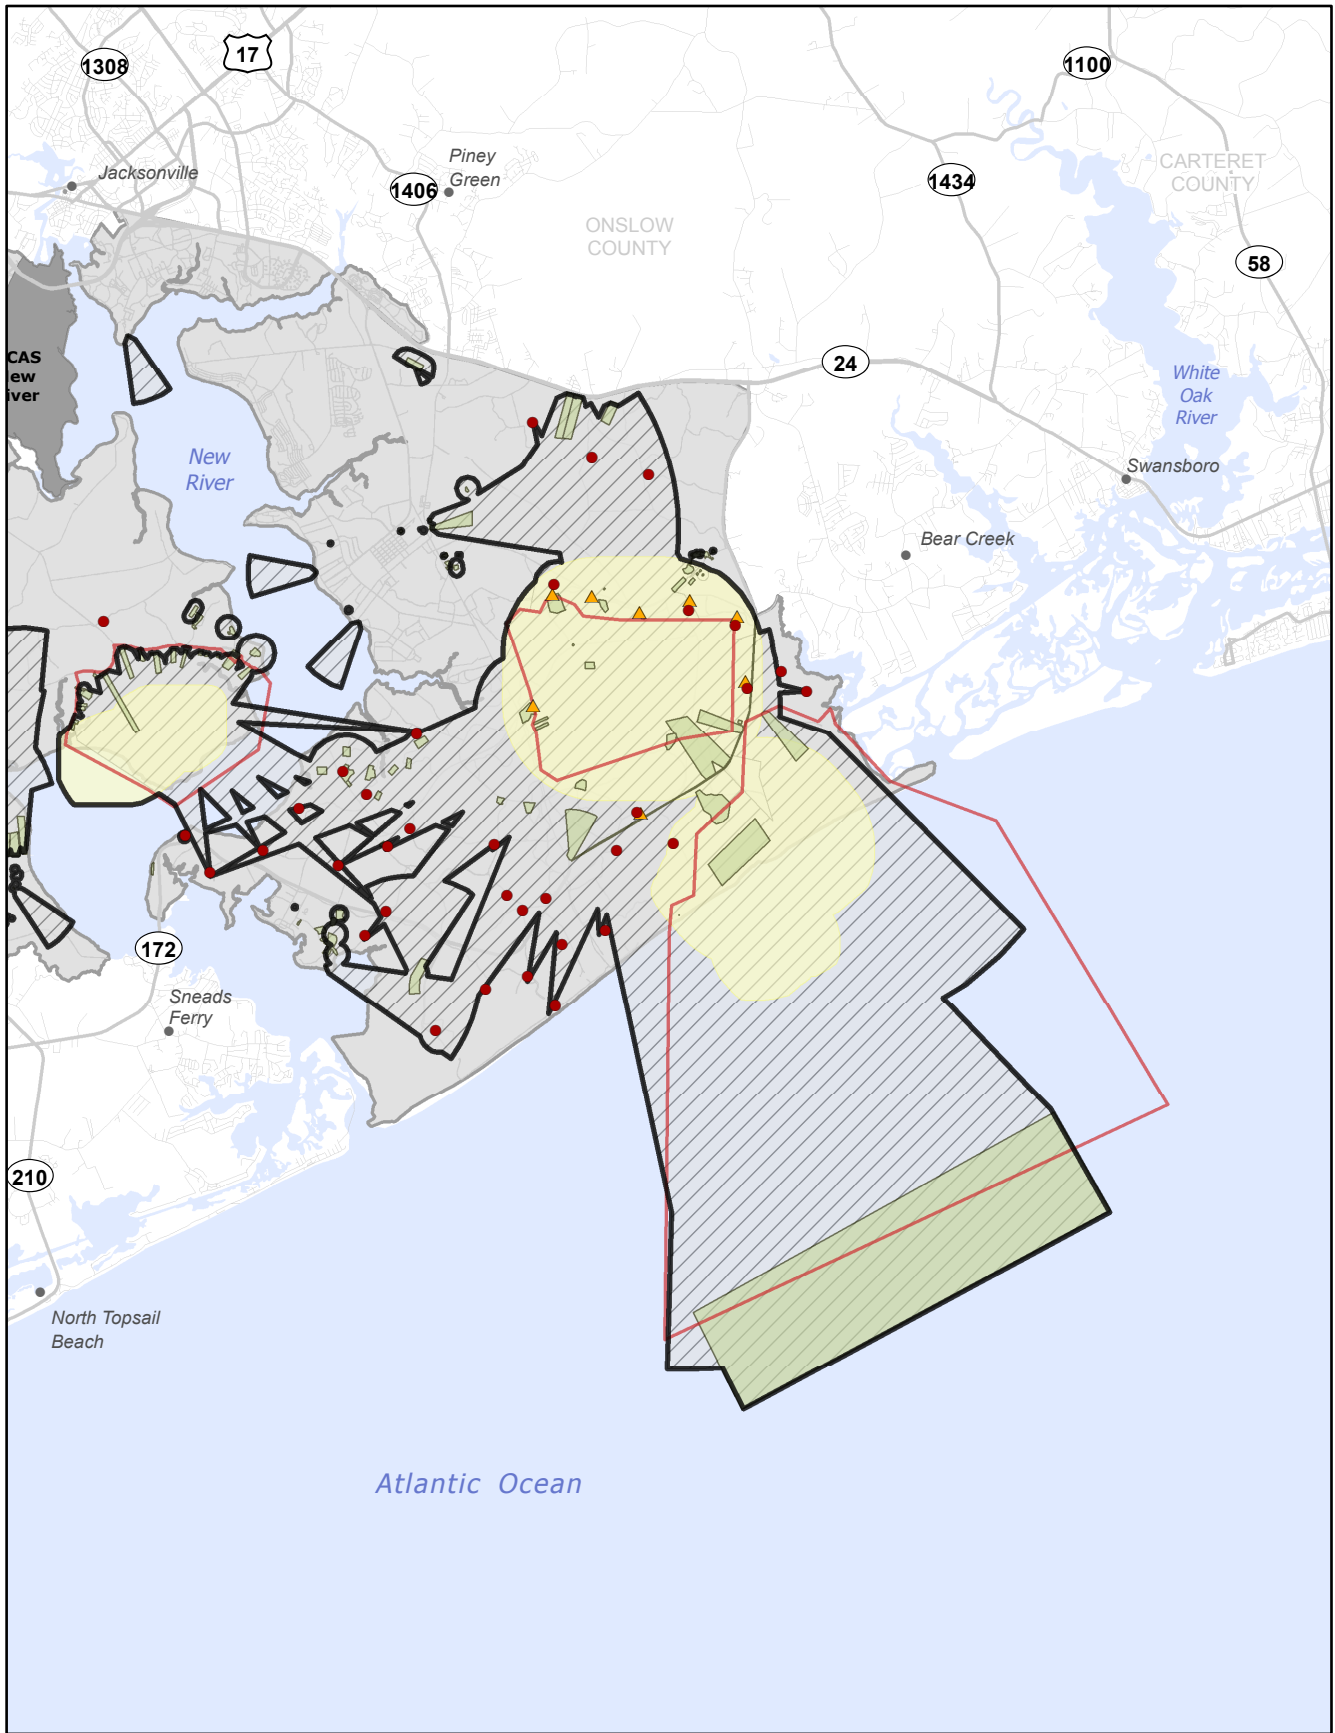 17
1308
1100
Piney
Green
Jacksonville
1406
1434
CARTERET
COUNTY
ONSLOW
COUNTY
58
CAS
ew
iver
24
White
Oak
River
New
River
Swansboro
Bear Creek
172
Sneads
Ferry
210
North Topsail
Beach
Atlantic Ocean